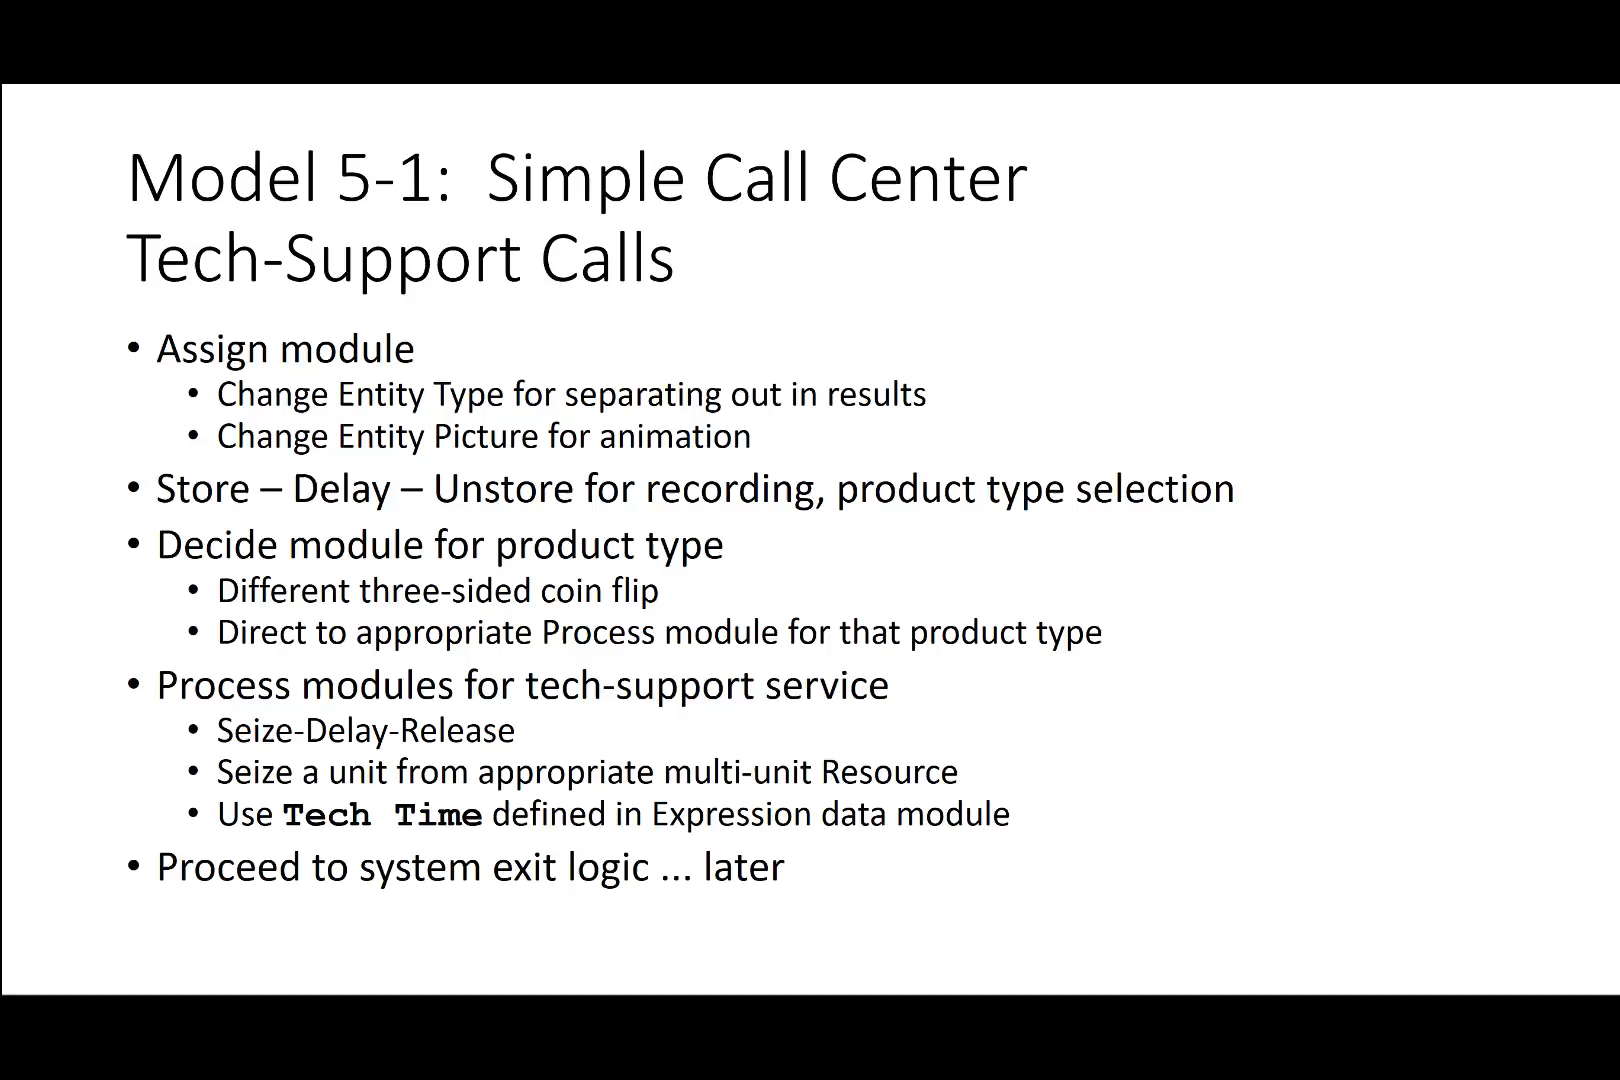 Model 5-1:  Simple Call Center
Tech-Support Calls
• Assign module
• Change Entity Type for separating out in results
• Change Entity Picture for animation
• Store – Delay – Unstore for recording, product type selection
• Decide module for product type
• Different three-sided coin flip
• Direct to appropriate Process module for that product type
• Process modules for tech-support service
• Seize-Delay-Release
• Seize a unit from appropriate multi-unit Resource
• Use Tech Time defined in Expression data module
• Proceed to system exit logic ... later